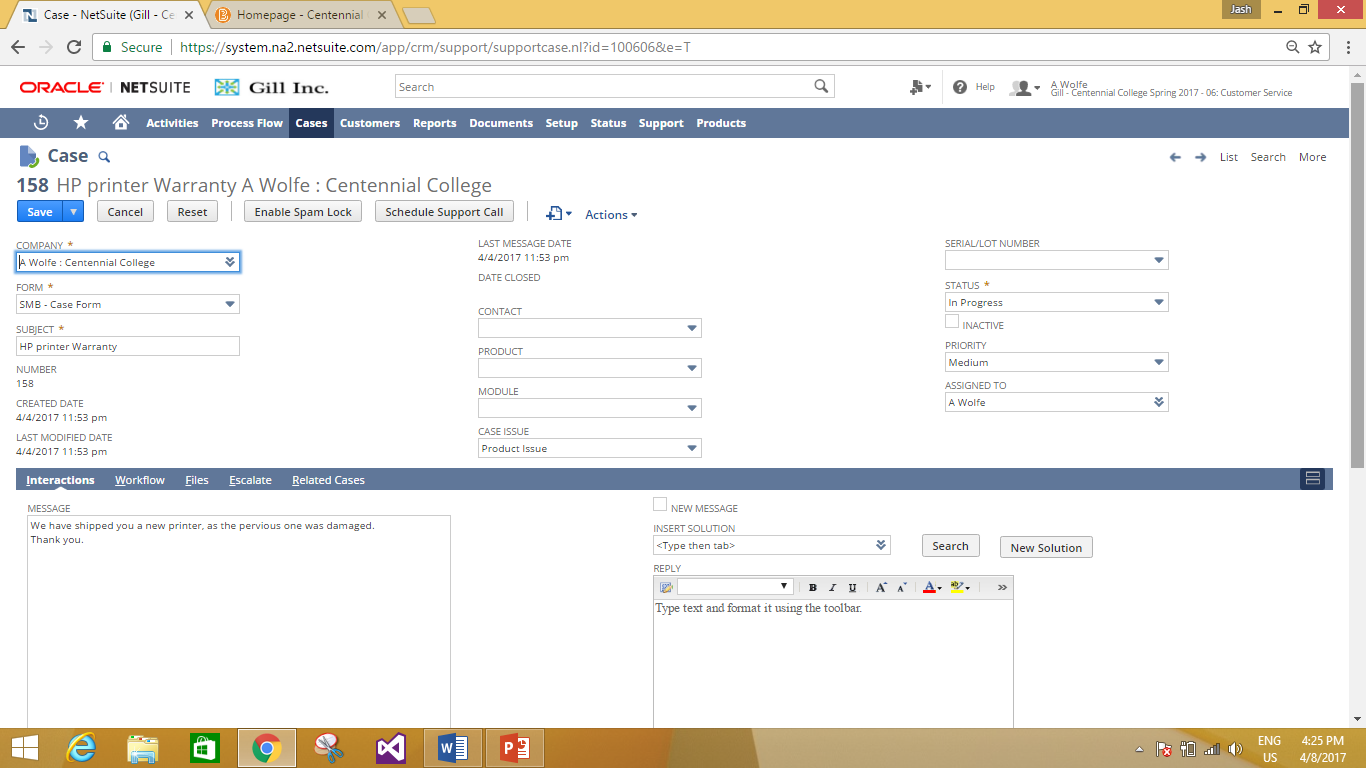 Case - NetSuite (Gill - Ce
Homepage - Centennial
Jash
Secure
https://system.na2.netsuite.com/app/crm/support/supportcase.nl?id=100606&e=T
ORACLE | NETSUITE
Gill Inc.
Search
Help
A Wolfe
Gill - Centennial College Spring 2017 - 06: Customer Service
Activities Process Flow Cases Customers Reports Documents Setup Status Support Products
Case
List Search More
158 HP printer Warranty A Wolfe : Centennial College
Save Cancel Reset Enable Spam Lock Schedule Support Call Actions
COMPANY *
A Wolfe : Centennial College
FORM *
SMB - Case Form
SUBJECT *
HP printer Warranty
NUMBER
158
CREATED DATE
4/4/2017 11:53 pm
LAST MODIFIED DATE
4/4/2017 11:53 pm
LAST MESSAGE DATE
4/4/2017 11:53 pm
DATE CLOSED
CONTACT
PRODUCT
MODULE
CASE ISSUE
Product Issue
SERIAL/LOT NUMBER
STATUS *
In Progress
INACTIVE
PRIORITY
Medium
ASSIGNED TO
A Wolfe
Interactions Workflow Files Escalate Related Cases
MESSAGE
We have shipped you a new printer, as the pervious one was damaged.
Thank you.
NEW MESSAGE
INSERT SOLUTION
<Type then tab>
Search
New Solution
REPLY
B I U A A A ab
Type text and format it using the toolbar.
ENG
US
4:25 PM
4/8/2017